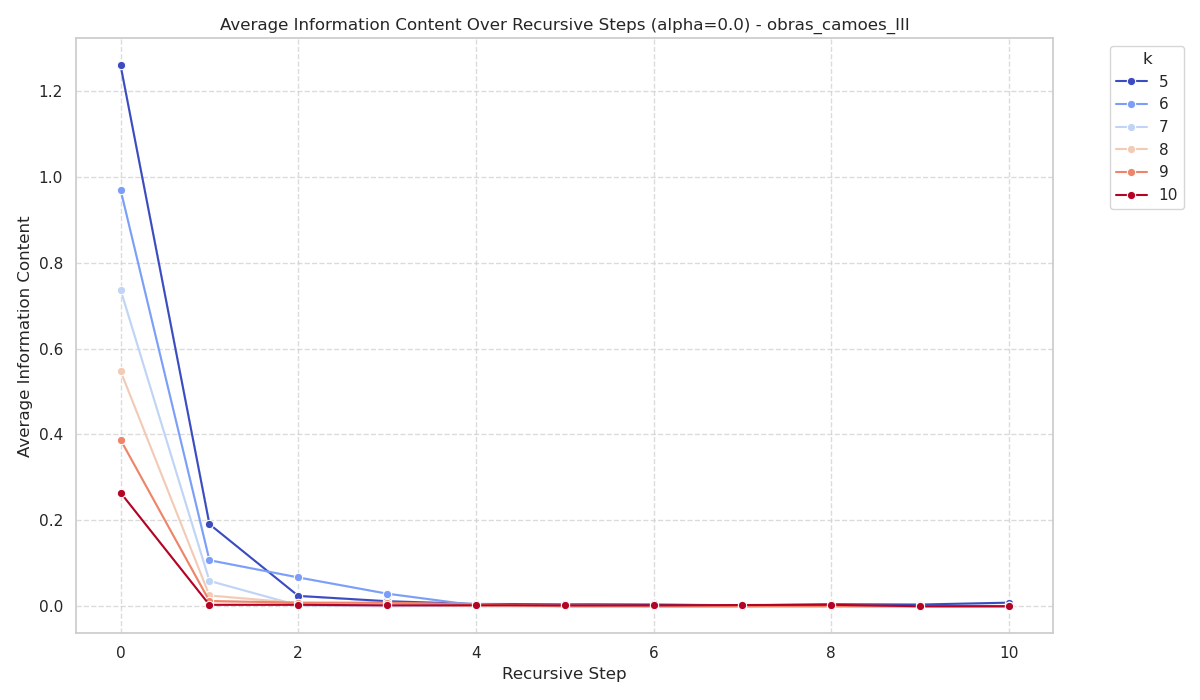 Average Information Content Over Recursive Steps (alpha=0.0) - obras_camoes_III
k
5
6
7
8
9
10
1.2
1.0
0.8
0.6
0.4
0.2
0.0
Average Information Content
0 2 4 6 8 10
Recursive Step